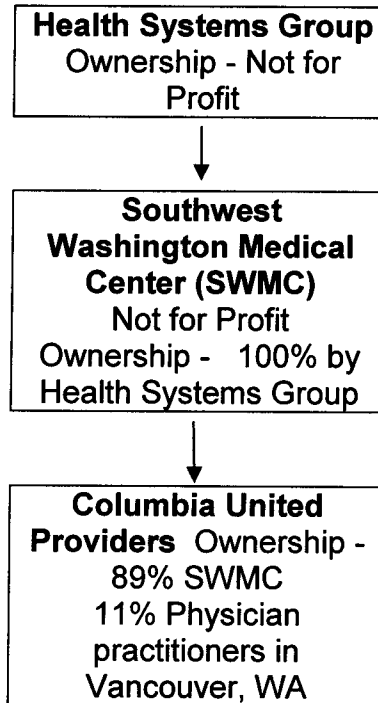 Health Systems Group
Ownership - Not for
Profit
Southwest
Washington Medical
Center (SWMC)
Not for Profit
Ownership -   100% by
Health Systems Group
Columbia United
Providers  Ownership -
89% SWMC
11% Physician
practitioners in
Vancouver, WA